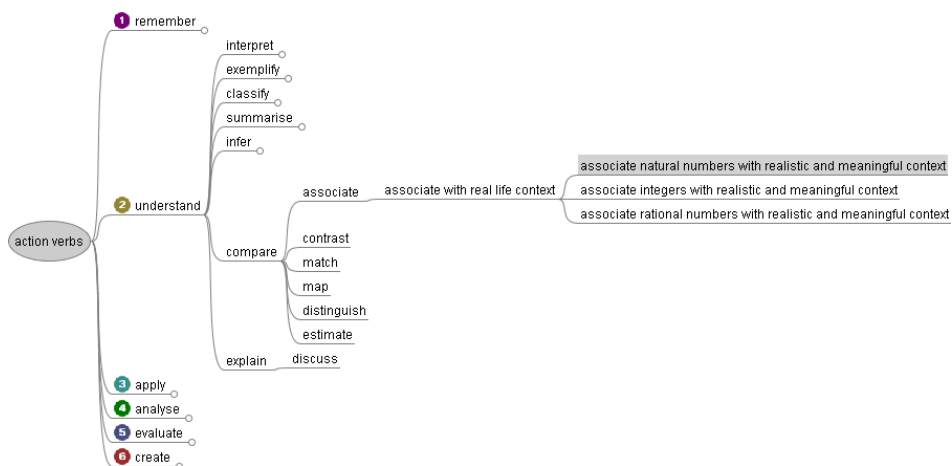 action verbs
1 remember
2 understand
interpret
exemplify
classify
summarise
infer
compare
associate
associate with real life context
associate natural numbers with realistic and meaningful context
associate integers with realistic and meaningful context
associate rational numbers with realistic and meaningful context
contrast
match
map
distinguish
estimate
explain
discuss
3 apply
4 analyse
5 evaluate
6 create